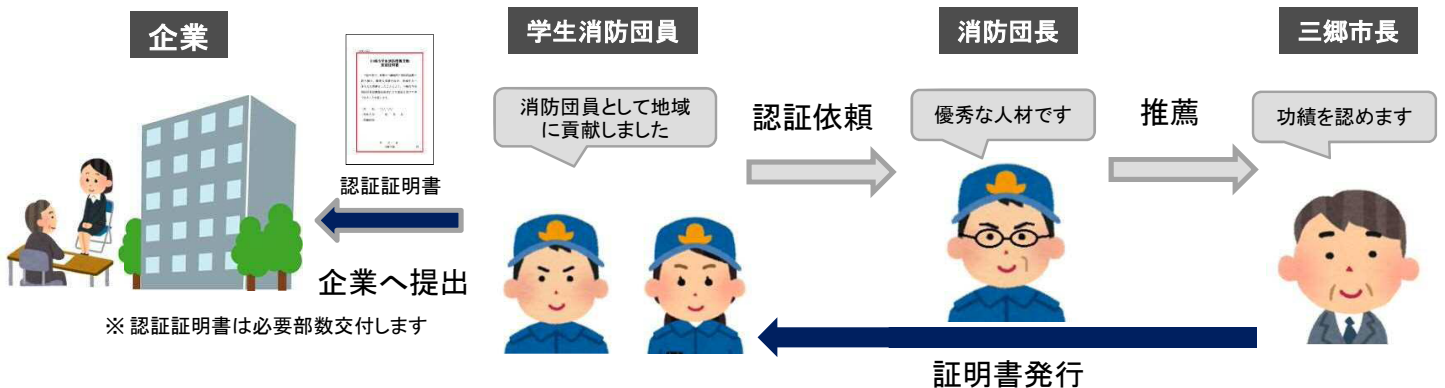 企業
学生消防団員
消防団長
三郷市長
消防団員として地域
に貢献しました
認証依頼
優秀な人材です
推薦
功績を認めます
認証証明書
企業へ提出
※ 認証証明書は必要部数交付します
証明書発行